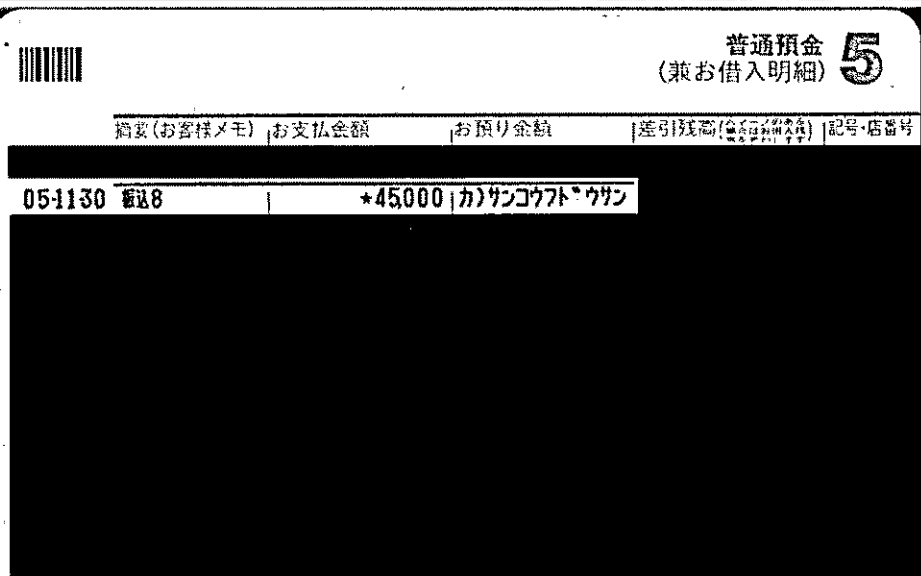 普通預金 5
(兼お借入明細)
摘要(お客様メモ) お支払金額 お預り金額 差引残高 記号・店番号
05-11-30 振込8 *45,000 カ)サンコウフドウサン